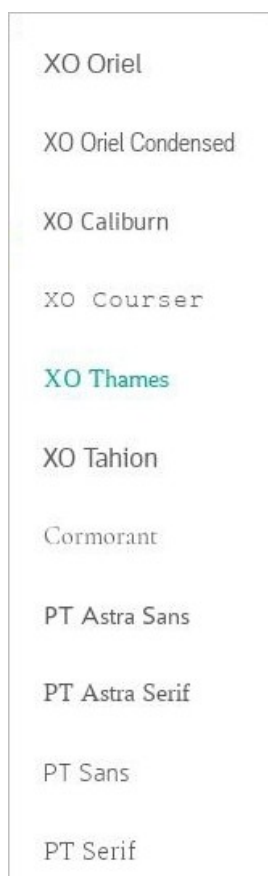 XO Oriel
XO Oriel Condensed
XO Caliburn
XO Courser
XO Thames
XO Tahion
Cormorant
PT Astra Sans
PT Astra Serif
PT Sans
PT Serif